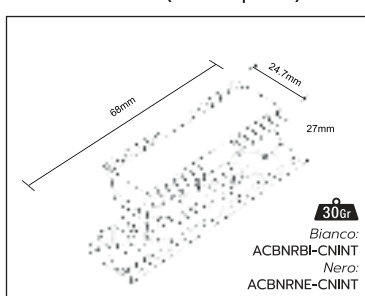 24.7mm
68mm
27mm
30Gr
Bianco:
ACBNRBI-CNINT
Nero:
ACBNRNE-CNINT